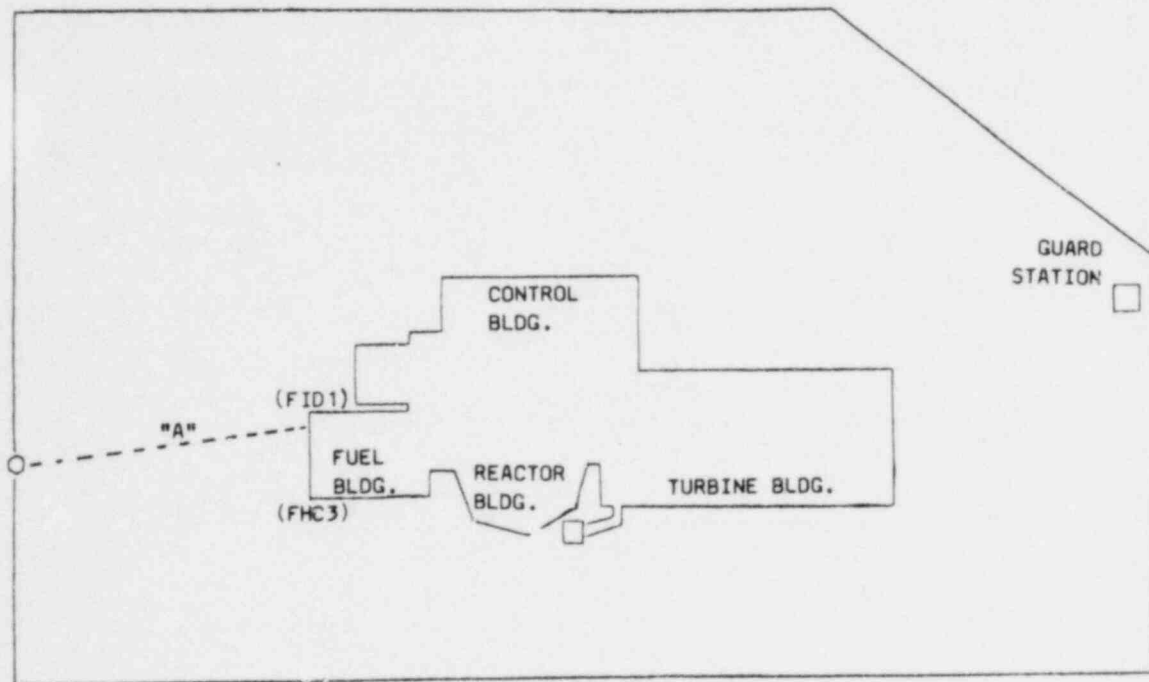 GUARD
STATION
CONTROL
BLDG.
(FID1)
"A"
FUEL
BLDG.
REACTOR
BLDG.
TURBINE BLDG.
(FHC3)